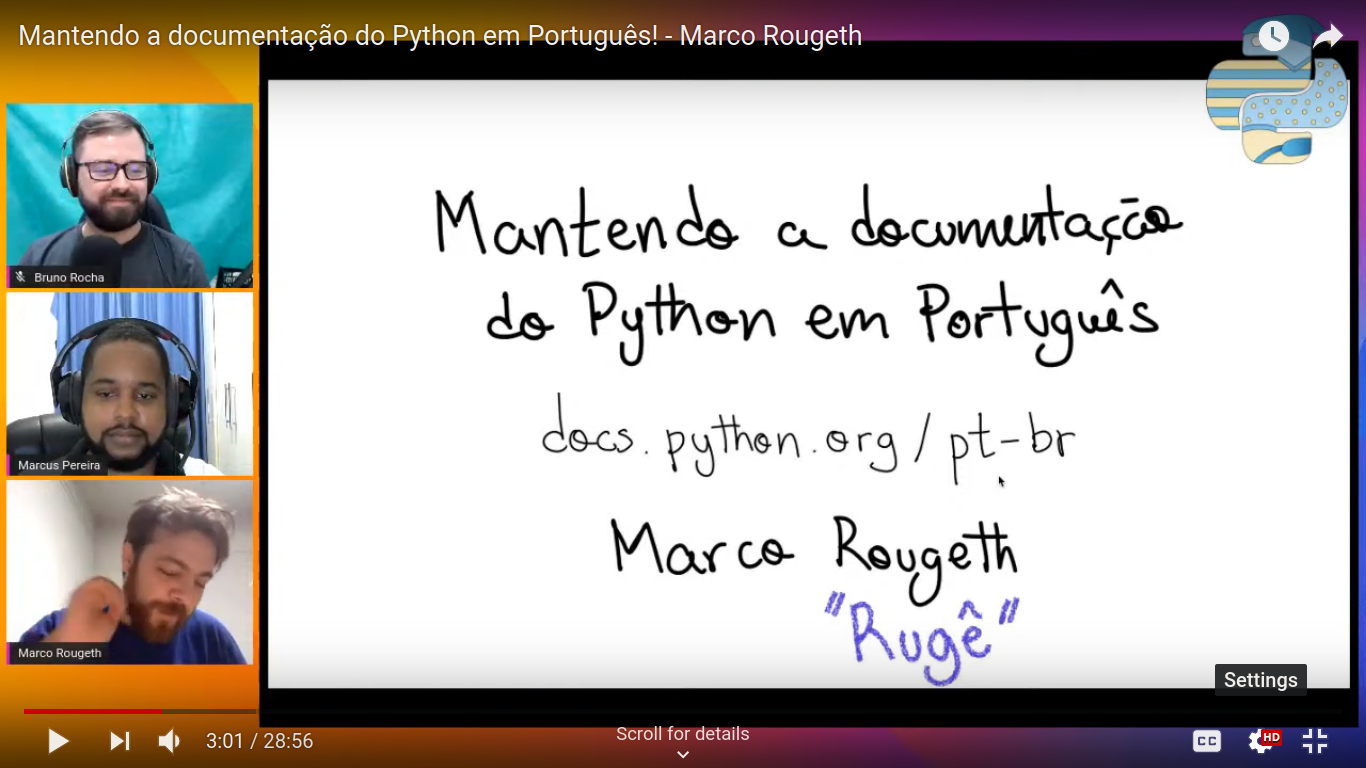 Mantendo a documentação do Python em Português! - Marco Rougeth
Bruno Rocha
Marcus Pereira
Marco Rougeth
Mantendo a documentação
do Python em Português
docs.python.org/pt-br
Marco Rougeth
"Rugê"
Settings
3:01 / 28:56
Scroll for details
CC
HD